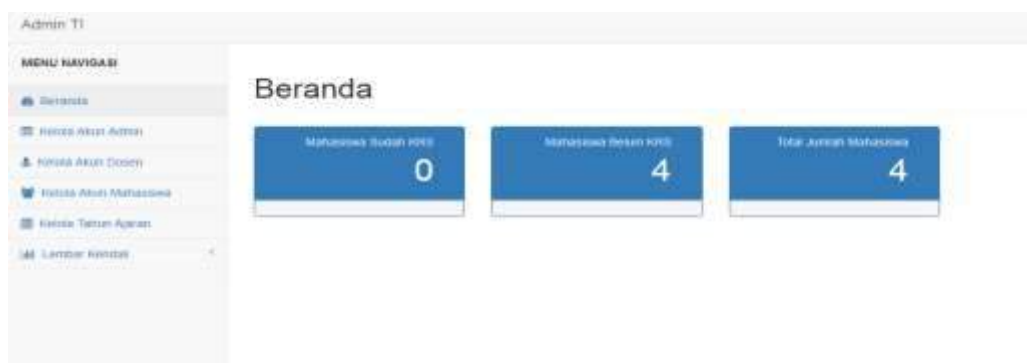 Admin TI
MENU NAVIGASI
Beranda
Beranda
Kelola Akun Admin
Kelola Akun Dosen
Kelola Akun Mahasiswa
Kelola Tahun Ajaran
Lembar Kendali
Mahasiswa Sudah KRS
0
Mahasiswa Belum KRS
4
Total Jumlah Mahasiswa
4